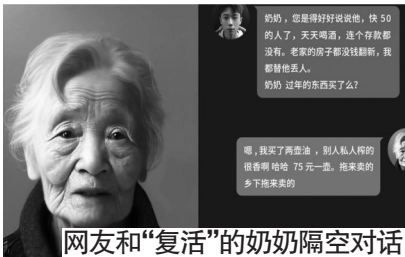 奶奶 ，您是得好好说说他，快 50
的人了，天天喝酒，连个存款都
没有。老家的房子都没钱翻新，我
都替他丢人。
奶奶 过年的东西买了么？
嗯 , 我买了两壶油 ，别人私人榨的
很香啊 哈哈 75 元一壶。拖来卖的
乡下拖来卖的
网友和“复活”的奶奶隔空对话